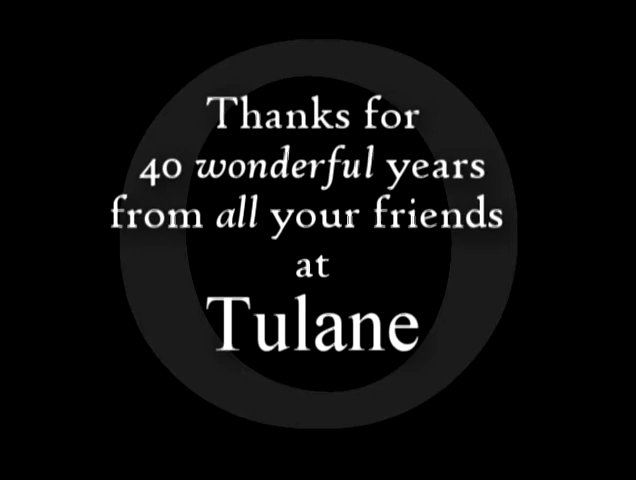 Thanks for
40 wonderful years
from all your friends
at
Tulane